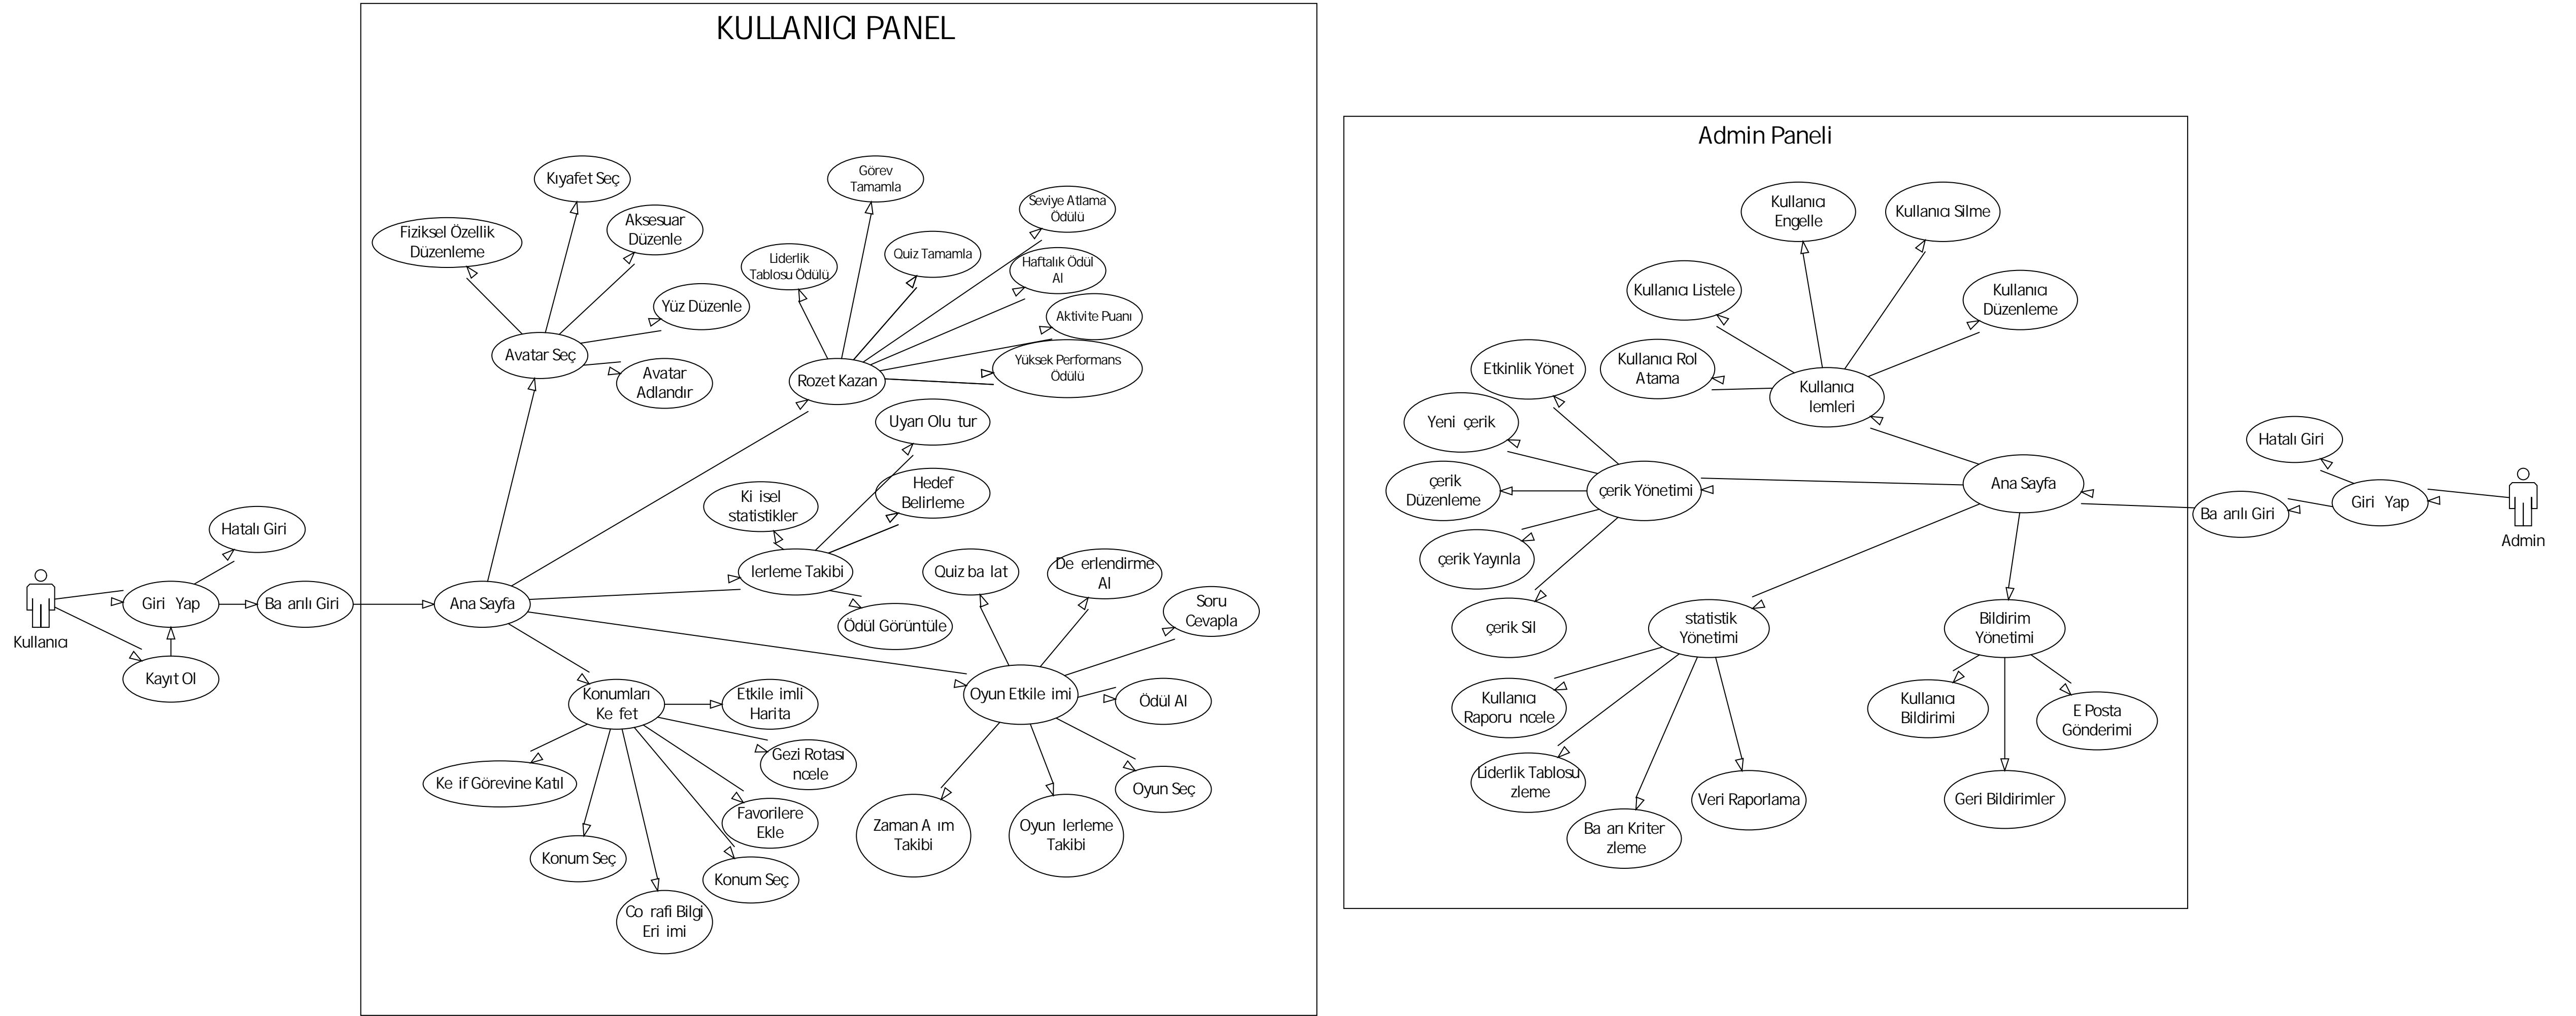 KULLANICI PANEL
Kıyafet Seç
Fiziksel Özellik
Düzenleme
Aksesuar
Düzenle
Yüz Düzenle
Avatar Seç
Avatar
Adlandır
Görev
Tamamla
Seviye Atlama
Ödülü
Liderlik
Tablosu Ödülü
Quiz Tamamla
Haftalık Ödül
Al
Aktivite Puanı
Yüksek Performans
Ödülü
Rozet Kazan
Uyarı Olu tur
Hedef
Belirleme
Ki isel
statistikler
lerleme Takibi
Ödül Görüntüle
Hatalı Giri
Kullanıcı
Giri Yap
Ba arılı Giri
Kayıt Ol
Ana Sayfa
Quiz ba lat
De erlendirme
Al
Soru
Cevapla
Oyun Etkile imi
Ödül Al
Oyun Seç
Zaman A ım
Takibi
Oyun lerleme
Takibi
Konumları
Ke fet
Etkile imli
Harita
Gezi Rotası
ncele
Ke if Görevine Katıl
Favorilere
Ekle
Konum Seç
Konum Seç
Co rafi Bilgi
Eri imi
Admin Paneli
Kullanıcı
Engelle
Kullanıcı Silme
Kullanıcı Listele
Kullanıcı
Düzenleme
Etkinlik Yönet
Kullanıcı Rol
Atama
Kullanıcı
lemleri
Yeni çerik
çerik
Düzenleme
çerik Yönetimi
çerik Yayınla
çerik Sil
Ana Sayfa
statistik
Yönetimi
Bildirim
Yönetimi
Kullanıcı
Raporu ncele
Liderlik Tablosu
zleme
Ba arı Kriter
zleme
Veri Raporlama
Kullanıcı
Bildirimi
E Posta
Gönderimi
Geri Bildirimler
Hatalı Giri
Ba arılı Giri
Giri Yap
Admin